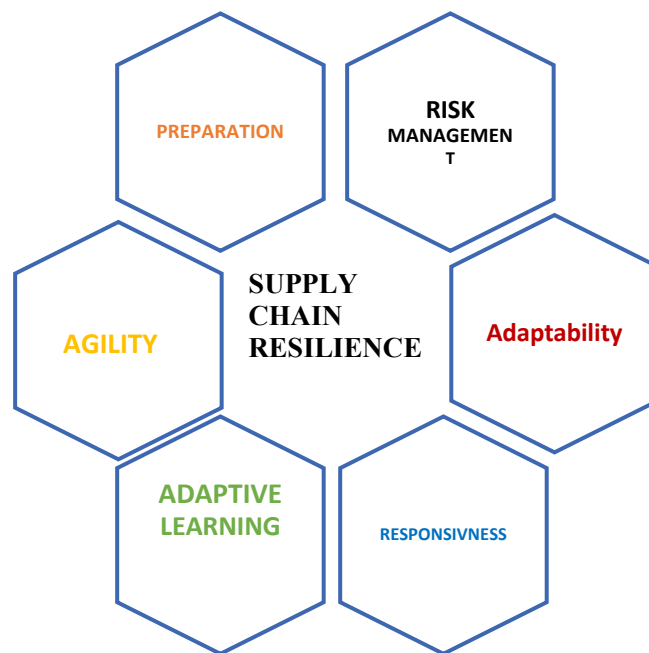 PREPARATION
RISK
MANAGEMEN
T
SUPPLY
CHAIN
RESILIENCE
AGILITY
Adaptability
ADAPTIVE
LEARNING
RESPONSIVNESS